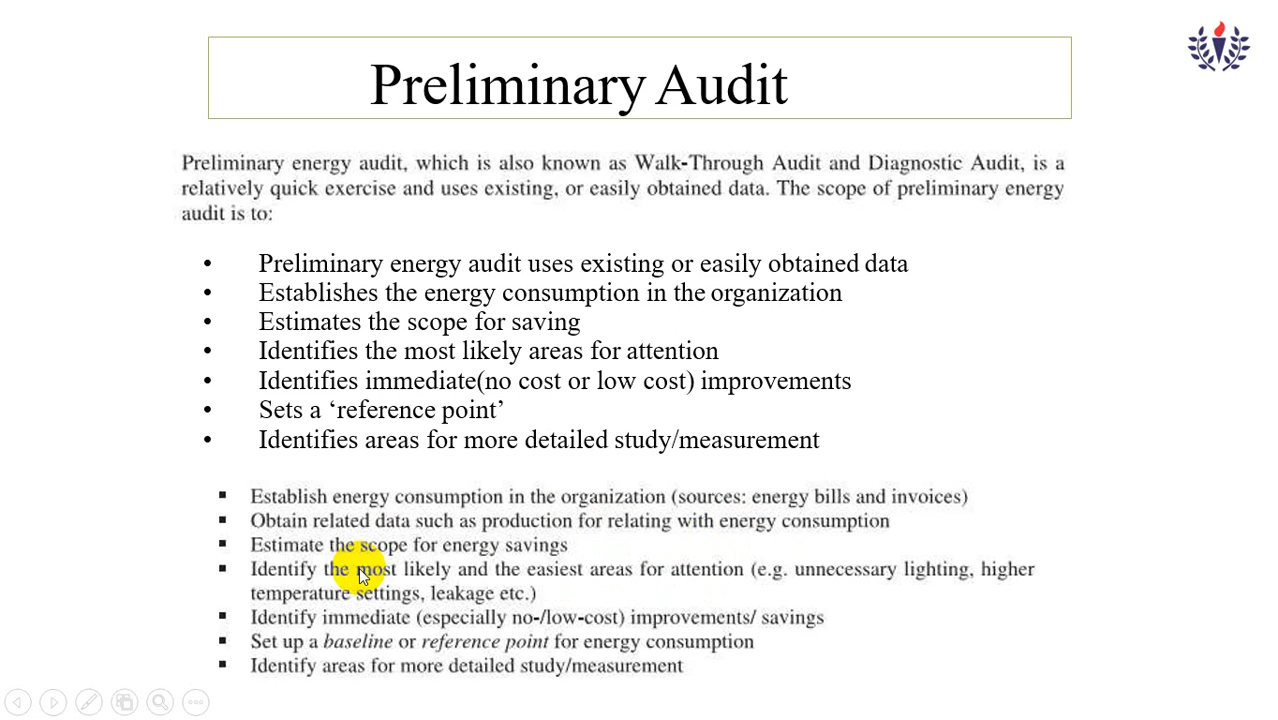 Preliminary Audit
Preliminary energy audit, which is also known as Walk-Through Audit and Diagnostic Audit, is a
relatively quick exercise and uses existing, or easily obtained data. The scope of preliminary energy
audit is to:
• Preliminary energy audit uses existing or easily obtained data
• Establishes the energy consumption in the organization
• Estimates the scope for saving
• Identifies the most likely areas for attention
• Identifies immediate(no cost or low cost) improvements
• Sets a ‘reference point’
• Identifies areas for more detailed study/measurement
▪ Establish energy consumption in the organization (sources: energy bills and invoices)
▪ Obtain related data such as production for relating with energy consumption
▪ Estimate the scope for energy savings
▪ Identify the most likely and the easiest areas for attention (e.g. unnecessary lighting, higher
temperature settings, leakage etc.)
▪ Identify immediate (especially no-/low-cost) improvements/ savings
▪ Set up a baseline or reference point for energy consumption
▪ Identify areas for more detailed study/measurement